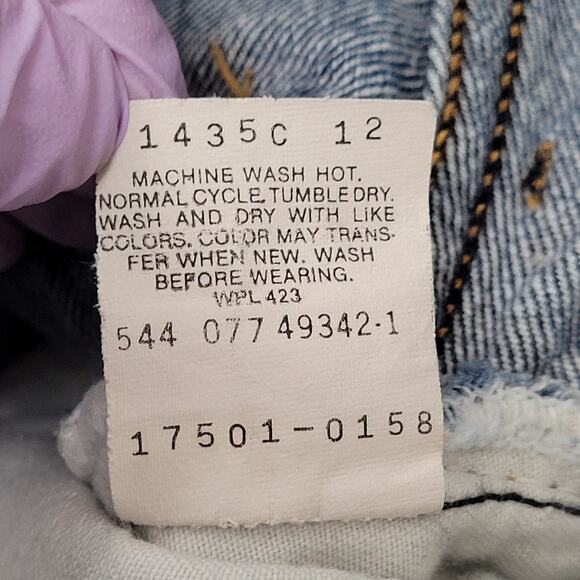 1435C 12
MACHINE WASH HOT.
NORMAL CYCLE. TUMBLE DRY.
WASH AND DRY WITH LIKE
COLORS. COLOR MAY TRANS-
FER WHEN NEW. WASH
BEFORE WEARING.
WPL 423
544 077 49342-1
17501-0158